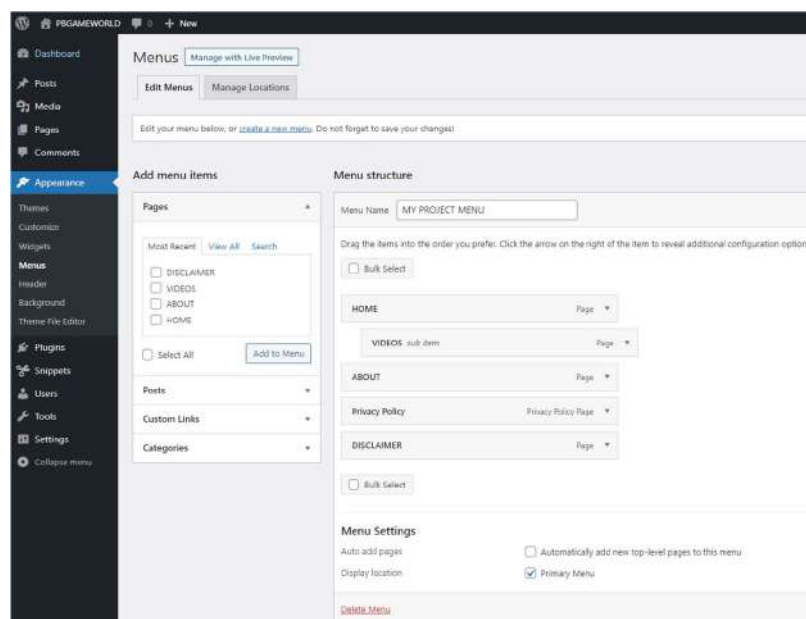 PBGAMEWORLD 0 + New
Dashboard
Posts
Media
Pages
Comments
Appearance
Themes
Customize
Widgets
Menus
Header
Background
Theme File Editor
Plugins
Snippets
Users
Tools
Settings
Collapse menu
Menus Manage with Live Preview
Edit Menus Manage Locations
Edit your menu below, or create a new menu. Do not forget to save your changes!
Add menu items
Pages
Most Recent View All Search
DISCLAIMER
VIDEOS
ABOUT
HOME
Select All Add to Menu
Posts
Custom Links
Categories
Menu structure
Menu Name MY PROJECT MENU
Drag the items into the order you prefer. Click the arrow on the right of the item to reveal additional configuration option
Bulk Select
HOME Page
VIDEOS sub item Page
ABOUT Page
Privacy Policy Privacy Policy Page
DISCLAIMER Page
Bulk Select
Menu Settings
Auto add pages Automatically add new top-level pages to this menu
Display location Primary Menu
Delete Menu